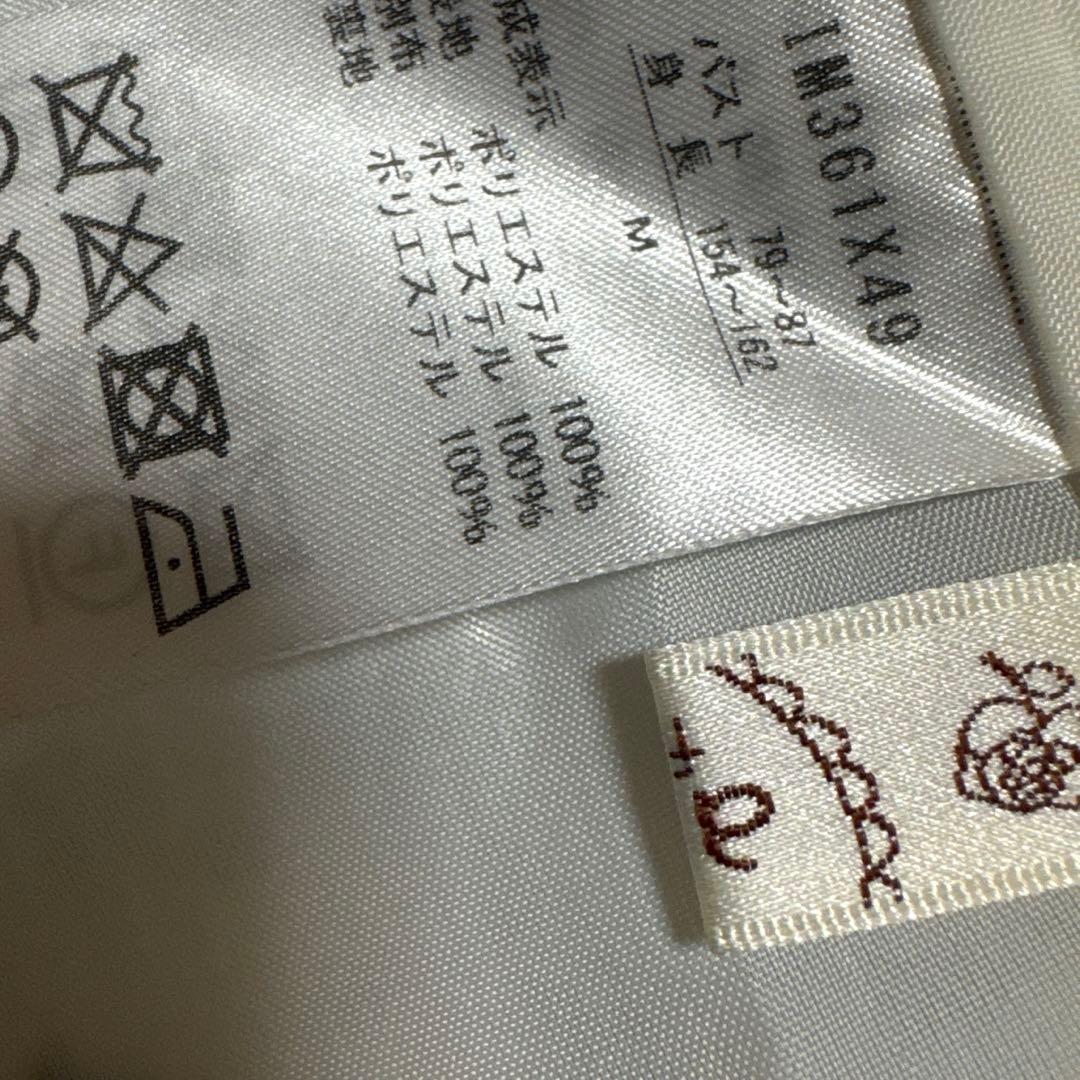 IM361X49
バスト 79～87
身長 154～162
M
成表示
表地 ポリエステル 100%
別布 ポリエステル 100%
裏地 ポリエステル 100%